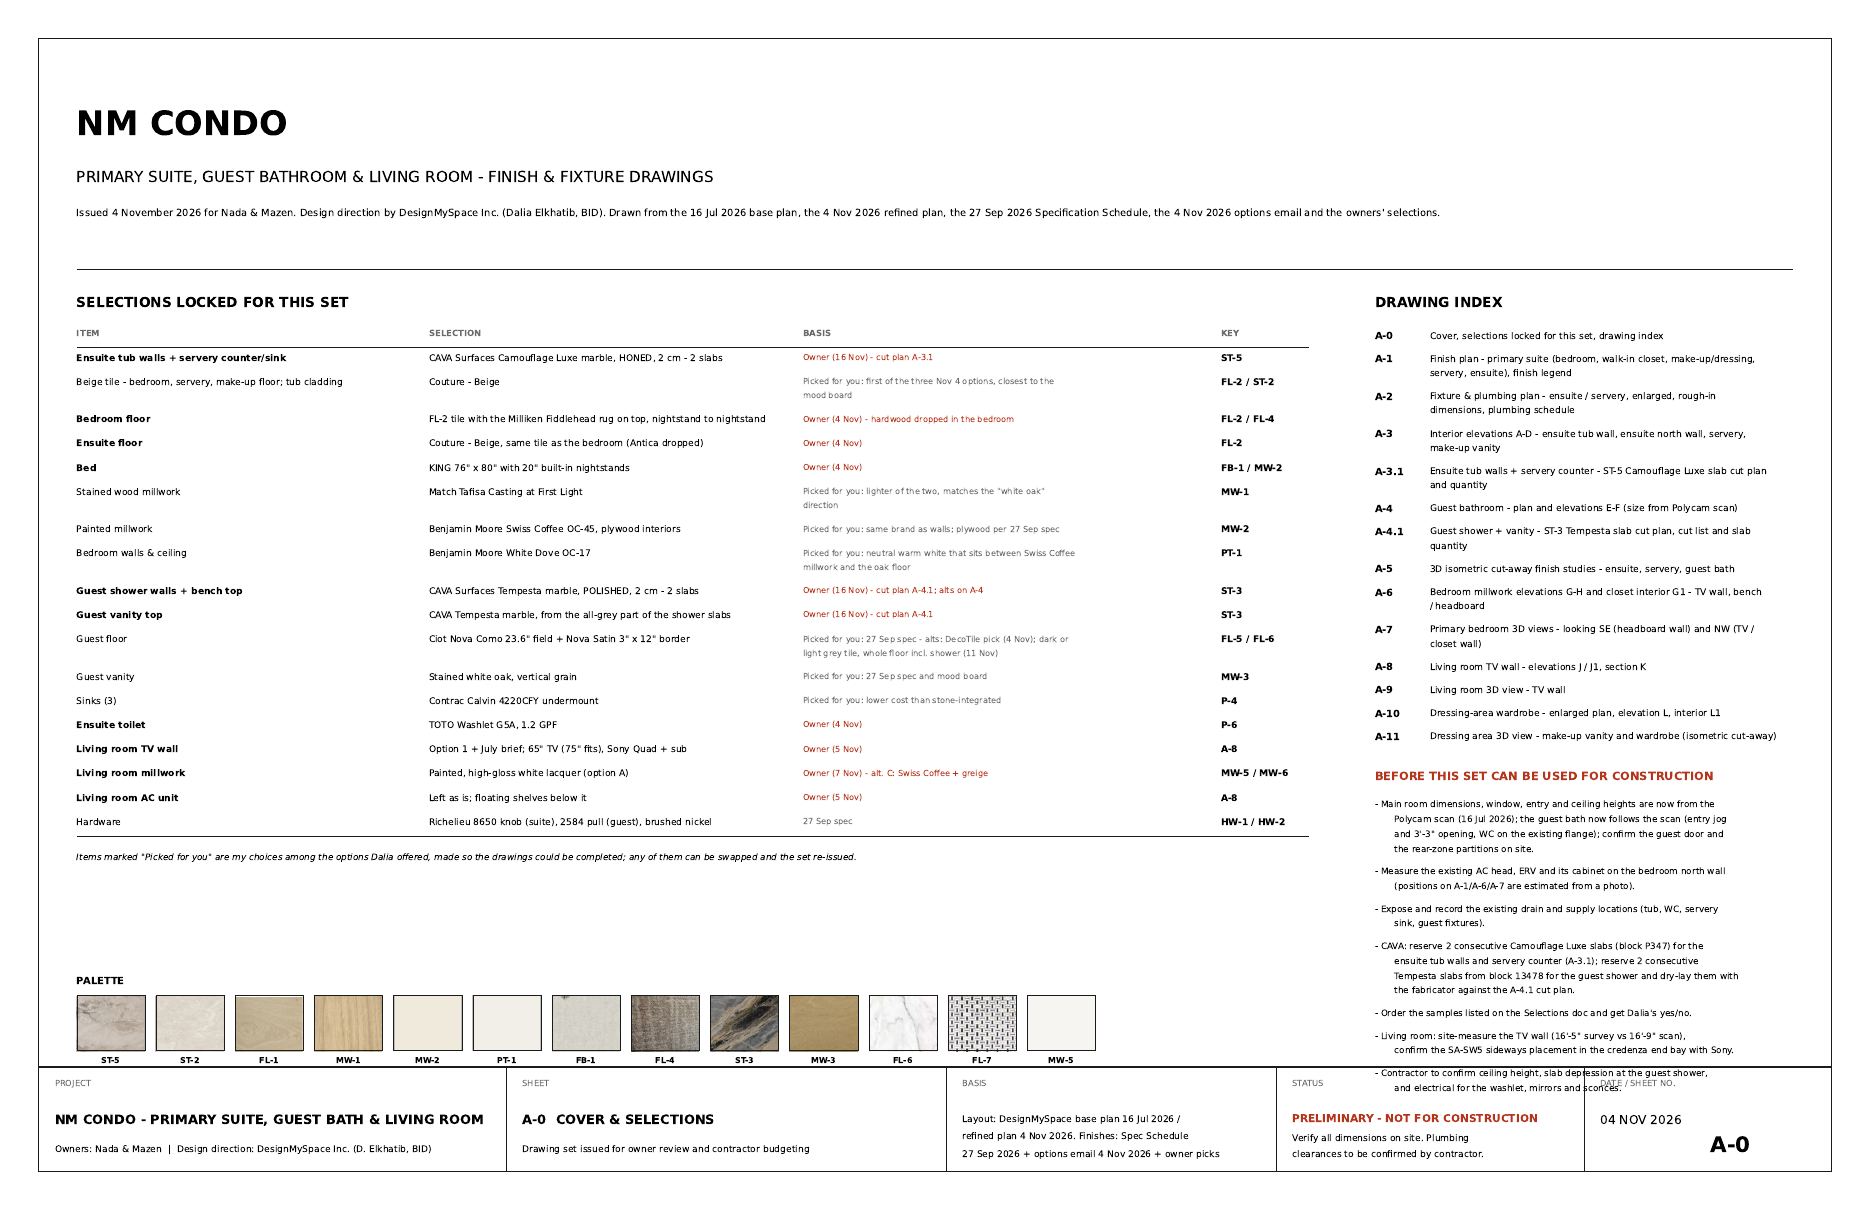 NM CONDO
PRIMARY SUITE, GUEST BATHROOM & LIVING ROOM - FINISH & FIXTURE DRAWINGS
Issued 4 November 2026 for Nada & Mazen. Design direction by DesignMySpace Inc. (Dalia Elkhatib, BID). Drawn from the 16 Jul 2026 base plan, the 4 Nov 2026 refined plan, the 27 Sep 2026 Specification Schedule, the 4 Nov 2026 options email and the owners' selections.
SELECTIONS LOCKED FOR THIS SET
ITEM SELECTION BASIS KEY
Ensuite tub walls + servery counter/sink CAVA Surfaces Camouflage Luxe marble, HONED, 2 cm - 2 slabs Owner (16 Nov) - cut plan A-3.1 ST-5
Beige tile - bedroom, servery, make-up floor; tub cladding Couture - Beige Picked for you: first of the three Nov 4 options, closest to the FL-2 / ST-2
mood board
Bedroom floor FL-2 tile with the Milliken Fiddlehead rug on top, nightstand to nightstand Owner (4 Nov) - hardwood dropped in the bedroom FL-2 / FL-4
Ensuite floor Couture - Beige, same tile as the bedroom (Antica dropped) Owner (4 Nov) FL-2
Bed KING 76" x 80" with 20" built-in nightstands Owner (4 Nov) FB-1 / MW-2
Stained wood millwork Match Tafisa Casting at First Light Picked for you: lighter of the two, matches the "white oak" MW-1
direction
Painted millwork Benjamin Moore Swiss Coffee OC-45, plywood interiors Picked for you: same brand as walls; plywood per 27 Sep spec MW-2
Bedroom walls & ceiling Benjamin Moore White Dove OC-17 Picked for you: neutral warm white that sits between Swiss Coffee PT-1
millwork and the oak floor
Guest shower walls + bench top CAVA Surfaces Tempesta marble, POLISHED, 2 cm - 2 slabs Owner (16 Nov) - cut plan A-4.1; alts on A-4 ST-3
Guest vanity top CAVA Tempesta marble, from the all-grey part of the shower slabs Owner (16 Nov) - cut plan A-4.1 ST-3
Guest floor Ciot Nova Como 23.6" field + Nova Satin 3" x 12" border Picked for you: 27 Sep spec - alts: DecoTile pick (4 Nov); dark or FL-5 / FL-6
light grey tile, whole floor incl. shower (11 Nov)
Guest vanity Stained white oak, vertical grain Picked for you: 27 Sep spec and mood board MW-3
Sinks (3) Contrac Calvin 4220CFY undermount Picked for you: lower cost than stone-integrated P-4
Ensuite toilet TOTO Washlet G5A, 1.2 GPF Owner (4 Nov) P-6
Living room TV wall Option 1 + July brief; 65" TV (75" fits), Sony Quad + sub Owner (5 Nov) A-8
Living room millwork Painted, high-gloss white lacquer (option A) Owner (7 Nov) - alt. C: Swiss Coffee + greige MW-5 / MW-6
Living room AC unit Left as is; floating shelves below it Owner (5 Nov) A-8
Hardware Richelieu 8650 knob (suite), 2584 pull (guest), brushed nickel 27 Sep spec HW-1 / HW-2
Items marked "Picked for you" are my choices among the options Dalia offered, made so the drawings could be completed; any of them can be swapped and the set re-issued.
PALETTE
ST-5 ST-2 FL-1 MW-1 MW-2 PT-1 FB-1 FL-4 ST-3 MW-3 FL-6 FL-7 MW-5
DRAWING INDEX
A-0 Cover, selections locked for this set, drawing index
A-1 Finish plan - primary suite (bedroom, walk-in closet, make-up/dressing,
servery, ensuite), finish legend
A-2 Fixture & plumbing plan - ensuite / servery, enlarged, rough-in
dimensions, plumbing schedule
A-3 Interior elevations A-D - ensuite tub wall, ensuite north wall, servery,
make-up vanity
A-3.1 Ensuite tub walls + servery counter - ST-5 Camouflage Luxe slab cut plan
and quantity
A-4 Guest bathroom - plan and elevations E-F (size from Polycam scan)
A-4.1 Guest shower + vanity - ST-3 Tempesta slab cut plan, cut list and slab
quantity
A-5 3D isometric cut-away finish studies - ensuite, servery, guest bath
A-6 Bedroom millwork elevations G-H and closet interior G1 - TV wall, bench
/ headboard
A-7 Primary bedroom 3D views - looking SE (headboard wall) and NW (TV /
closet wall)
A-8 Living room TV wall - elevations J / J1, section K
A-9 Living room 3D view - TV wall
A-10 Dressing-area wardrobe - enlarged plan, elevation L, interior L1
A-11 Dressing area 3D view - make-up vanity and wardrobe (isometric cut-away)
BEFORE THIS SET CAN BE USED FOR CONSTRUCTION
- Main room dimensions, window, entry and ceiling heights are now from the
Polycam scan (16 Jul 2026); the guest bath now follows the scan (entry jog
and 3'-3" opening, WC on the existing flange); confirm the guest door and
the rear-zone partitions on site.
- Measure the existing AC head, ERV and its cabinet on the bedroom north wall
(positions on A-1/A-6/A-7 are estimated from a photo).
- Expose and record the existing drain and supply locations (tub, WC, servery
sink, guest fixtures).
- CAVA: reserve 2 consecutive Camouflage Luxe slabs (block P347) for the
ensuite tub walls and servery counter (A-3.1); reserve 2 consecutive
Tempesta slabs from block 13478 for the guest shower and dry-lay them with
the fabricator against the A-4.1 cut plan.
- Order the samples listed on the Selections doc and get Dalia's yes/no.
- Living room: site-measure the TV wall (16'-5" survey vs 16'-9" scan),
confirm the SA-SW5 sideways placement in the credenza end bay with Sony.
- Contractor to confirm ceiling height, slab depression at the guest shower,
and electrical for the washlet, mirrors and sconces.
PROJECT
NM CONDO - PRIMARY SUITE, GUEST BATH & LIVING ROOM
Owners: Nada & Mazen | Design direction: DesignMySpace Inc. (D. Elkhatib, BID)
SHEET
A-0 COVER & SELECTIONS
Drawing set issued for owner review and contractor budgeting
BASIS
Layout: DesignMySpace base plan 16 Jul 2026 /
refined plan 4 Nov 2026. Finishes: Spec Schedule
27 Sep 2026 + options email 4 Nov 2026 + owner picks
STATUS
PRELIMINARY - NOT FOR CONSTRUCTION
Verify all dimensions on site. Plumbing
clearances to be confirmed by contractor.
DATE / SHEET NO.
04 NOV 2026
A-0